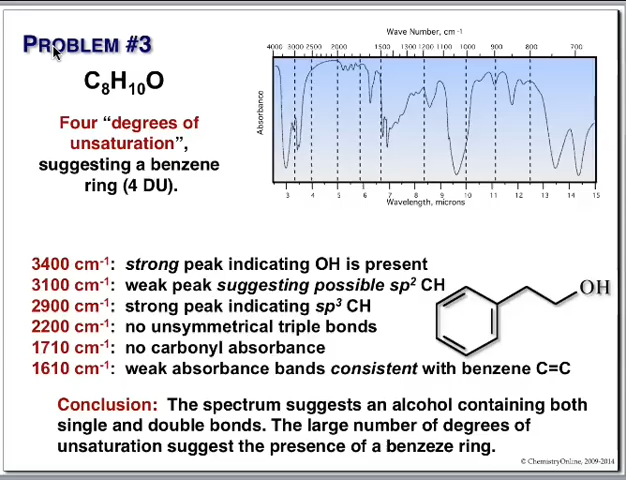 PROBLEM #3
C8H10O
Four “degrees of
unsaturation”,
suggesting a benzene
ring (4 DU).
Wave Number, cm -1
4000 3000 2500 2000 1500 1300 1200 1100 1000 900 800 700
Absorbance
3 4 5 6 7 8 9 10 11 12 13 14 15
Wavelength, microns
3400 cm-1: strong peak indicating OH is present
3100 cm-1: weak peak suggesting possible sp2 CH
2900 cm-1: strong peak indicating sp3 CH
OH
2200 cm-1: no unsymmetrical triple bonds
1710 cm-1: no carbonyl absorbance
1610 cm-1: weak absorbance bands consistent with benzene C=C
Conclusion: The spectrum suggests an alcohol containing both
single and double bonds. The large number of degrees of
unsaturation suggest the presence of a benzeze ring.
© ChemistryOnline, 2009-2014